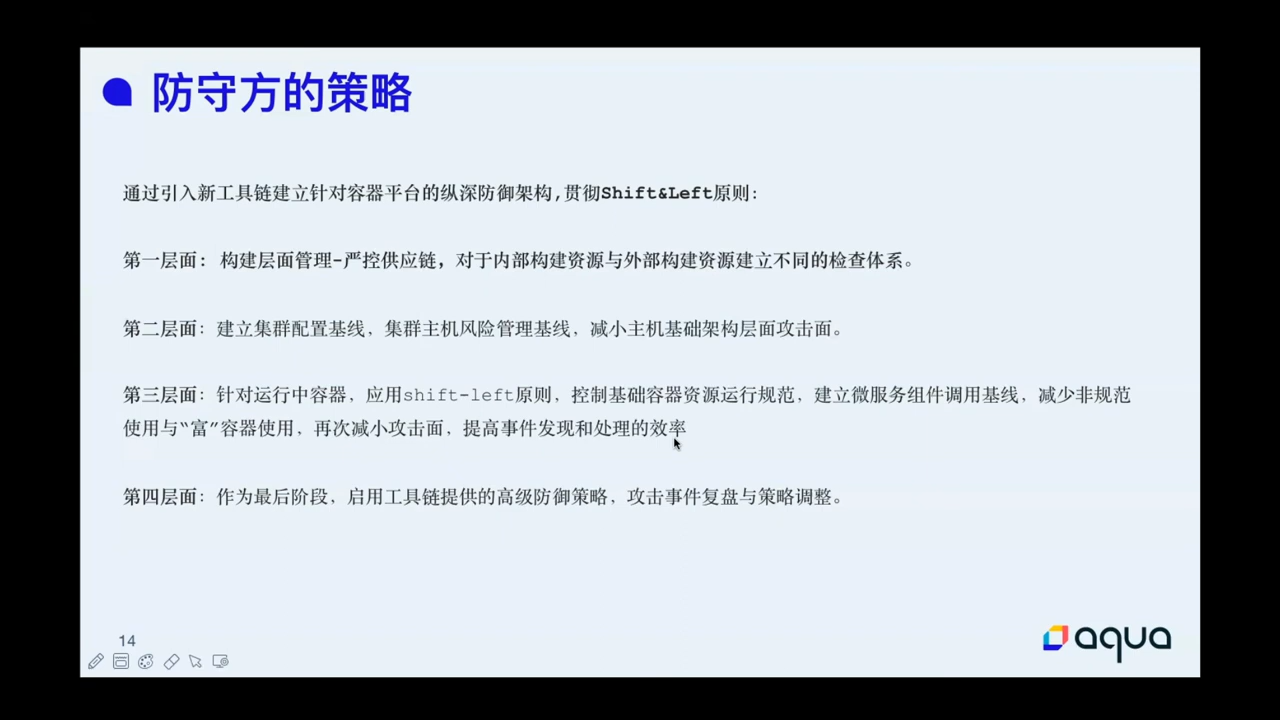 防守方的策略
通过引入新工具链建立针对容器平台的纵深防御架构,贯彻Shift&Left原则:
第一层面: 构建层面管理-严控供应链，对于内部构建资源与外部构建资源建立不同的检查体系。
第二层面：建立集群配置基线，集群主机风险管理基线，减小主机基础架构层面攻击面。
第三层面：针对运行中容器，应用shift-left原则，控制基础容器资源运行规范，建立微服务组件调用基线，减少非规范
使用与“富”容器使用，再次减小攻击面，提高事件发现和处理的效率
第四层面：作为最后阶段，启用工具链提供的高级防御策略，攻击事件复盘与策略调整。
14
aqua